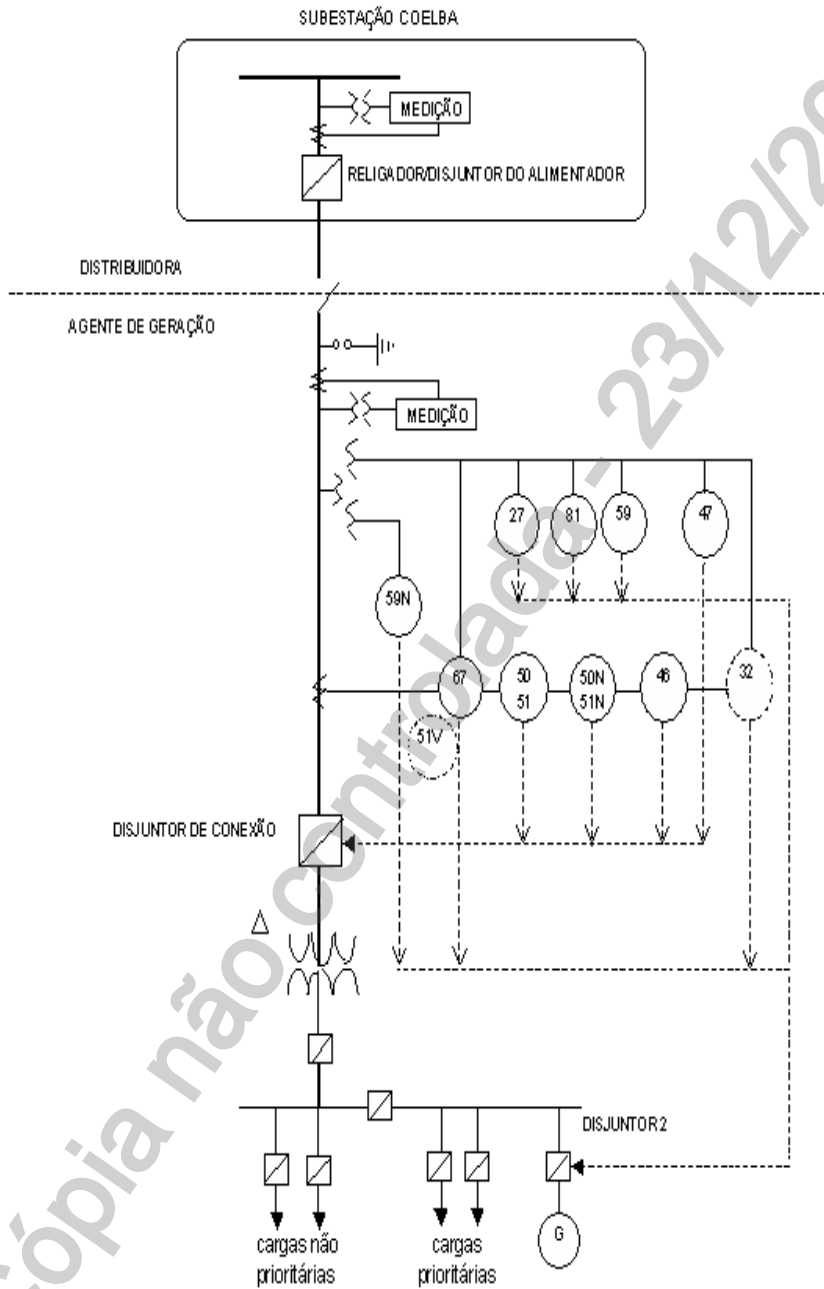 SUBESTAÇÃO COELBA
MEDIÇÃO
RELIGADOR/DISJUNTOR DO ALIMENTADOR
DISTRIBUIDORA
AGENTE DE GERAÇÃO
MEDIÇÃO
27
81
59
47
59N
67
50
51
50N
51N
46
32
51V
DISJUNTOR DE CONEXÃO
DISJUNTOR 2
G
cargas não
prioritárias
cargas
prioritárias
Cópia não controlada - 23/12/20